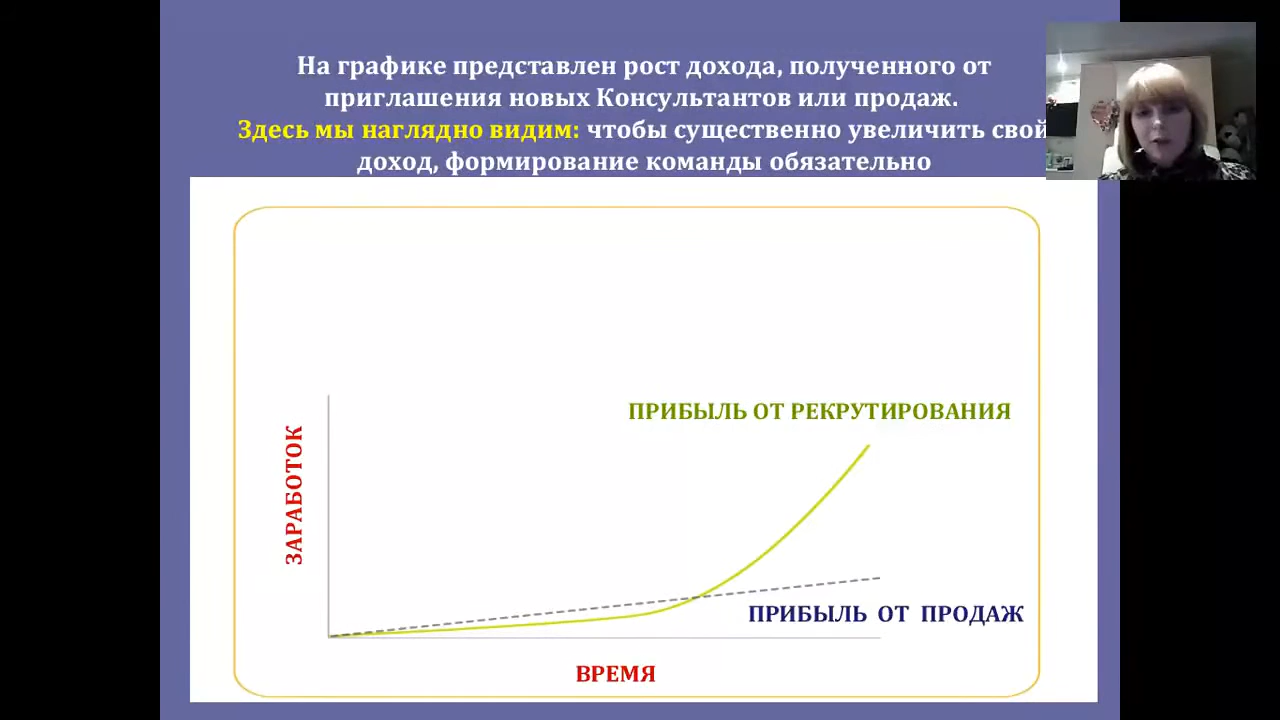 На графике представлен рост дохода, полученного от
приглашения новых Консультантов или продаж.
Здесь мы наглядно видим: чтобы существенно увеличить свой
доход, формирование команды обязательно
ПРИБЫЛЬ ОТ РЕКРУТИРОВАНИЯ
ЗАРАБОТОК
ПРИБЫЛЬ ОТ ПРОДАЖ
ВРЕМЯ